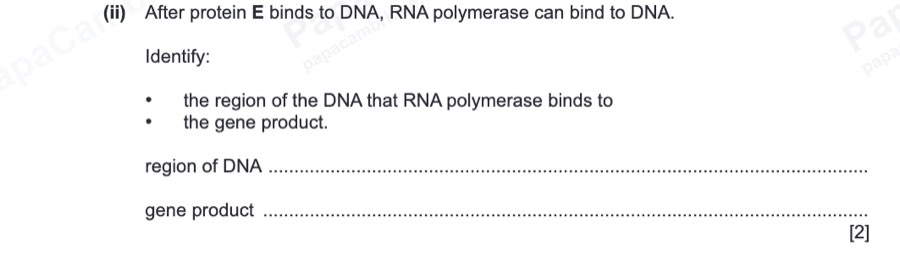 (ii) After protein E binds to DNA, RNA polymerase can bind to DNA.
Identify:
• the region of the DNA that RNA polymerase binds to
• the gene product.
region of DNA ................................................................................................................
gene product ................................................................................................................
[2]